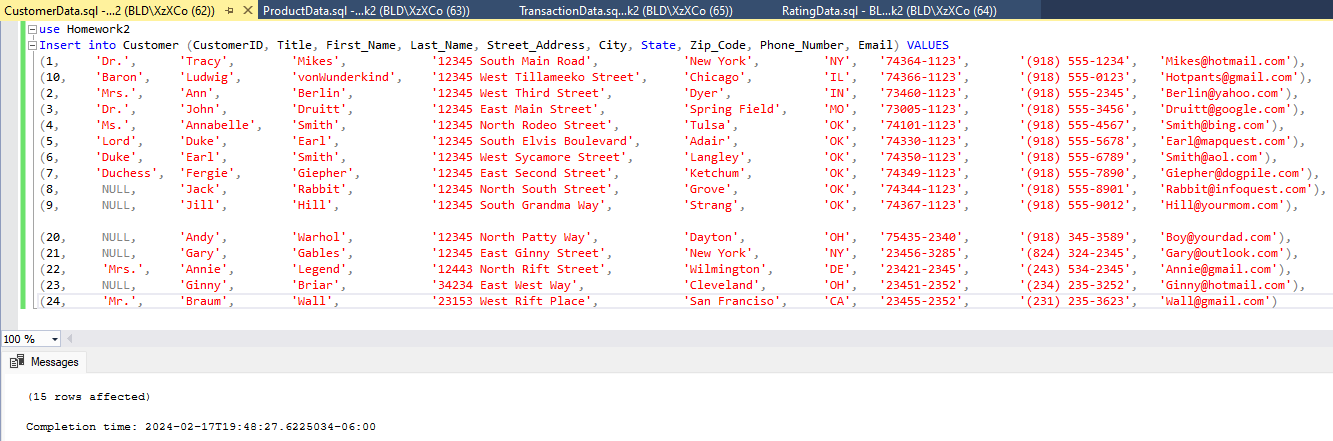 CustomerData.sql -...2 (BLD\XzXCo (62)) ProductData.sql -...k2 (BLD\XzXCo (63)) TransactionData.sq...k2 (BLD\XzXCo (65)) RatingData.sql - BL...k2 (BLD\XzXCo (64))
use Homework2
Insert into Customer (CustomerID, Title, First_Name, Last_Name, Street_Address, City, State, Zip_Code, Phone_Number, Email) VALUES
(1, 'Dr.', 'Tracy', 'Mikes', '12345 South Main Road', 'New York', 'NY', '74364-1123', '(918) 555-1234', 'Mikes@hotmail.com'),
(10, 'Baron', 'Ludwig', 'vonWunderkind', '12345 West Tillameeko Street', 'Chicago', 'IL', '74366-1123', '(918) 555-0123', 'Hotpants@gmail.com'),
(2, 'Mrs.', 'Ann', 'Berlin', '12345 West Third Street', 'Dyer', 'IN', '73460-1123', '(918) 555-2345', 'Berlin@yahoo.com'),
(3, 'Dr.', 'John', 'Druitt', '12345 East Main Street', 'Spring Field', 'MO', '73005-1123', '(918) 555-3456', 'Druitt@google.com'),
(4, 'Ms.', 'Annabelle', 'Smith', '12345 North Rodeo Street', 'Tulsa', 'OK', '74101-1123', '(918) 555-4567', 'Smith@bing.com'),
(5, 'Lord', 'Duke', 'Earl', '12345 South Elvis Boulevard', 'Adair', 'OK', '74330-1123', '(918) 555-5678', 'Earl@mapquest.com'),
(6, 'Duke', 'Earl', 'Smith', '12345 West Sycamore Street', 'Langley', 'OK', '74350-1123', '(918) 555-6789', 'Smith@aol.com'),
(7, 'Duchess', 'Fergie', 'Giepher', '12345 East Second Street', 'Ketchum', 'OK', '74349-1123', '(918) 555-7890', 'Giepher@dogpile.com'),
(8, NULL, 'Jack', 'Rabbit', '12345 North South Street', 'Grove', 'OK', '74344-1123', '(918) 555-8901', 'Rabbit@infoquest.com'),
(9, NULL, 'Jill', 'Hill', '12345 South Grandma Way', 'Strang', 'OK', '74367-1123', '(918) 555-9012', 'Hill@yourmom.com'),
(20, NULL, 'Andy', 'Warhol', '12345 North Patty Way', 'Dayton', 'OH', '75435-2340', '(918) 345-3589', 'Boy@yourdad.com'),
(21, NULL, 'Gary', 'Gables', '12345 East Ginny Street', 'New York', 'NY', '23456-3285', '(824) 324-2345', 'Gary@outlook.com'),
(22, 'Mrs.', 'Annie', 'Legend', '12443 North Rift Street', 'Wilmington', 'DE', '23421-2345', '(243) 534-2345', 'Annie@gmail.com'),
(23, NULL, 'Ginny', 'Briar', '34234 East West Way', 'Cleveland', 'OH', '23451-2352', '(234) 235-3252', 'Ginny@hotmail.com'),
(24, 'Mr.', 'Braum', 'Wall', '23153 West Rift Place', 'San Franciso', 'CA', '23455-2352', '(231) 235-3623', 'Wall@gmail.com')
100 %
Messages
(15 rows affected)
Completion time: 2024-02-17T19:48:27.6225034-06:00